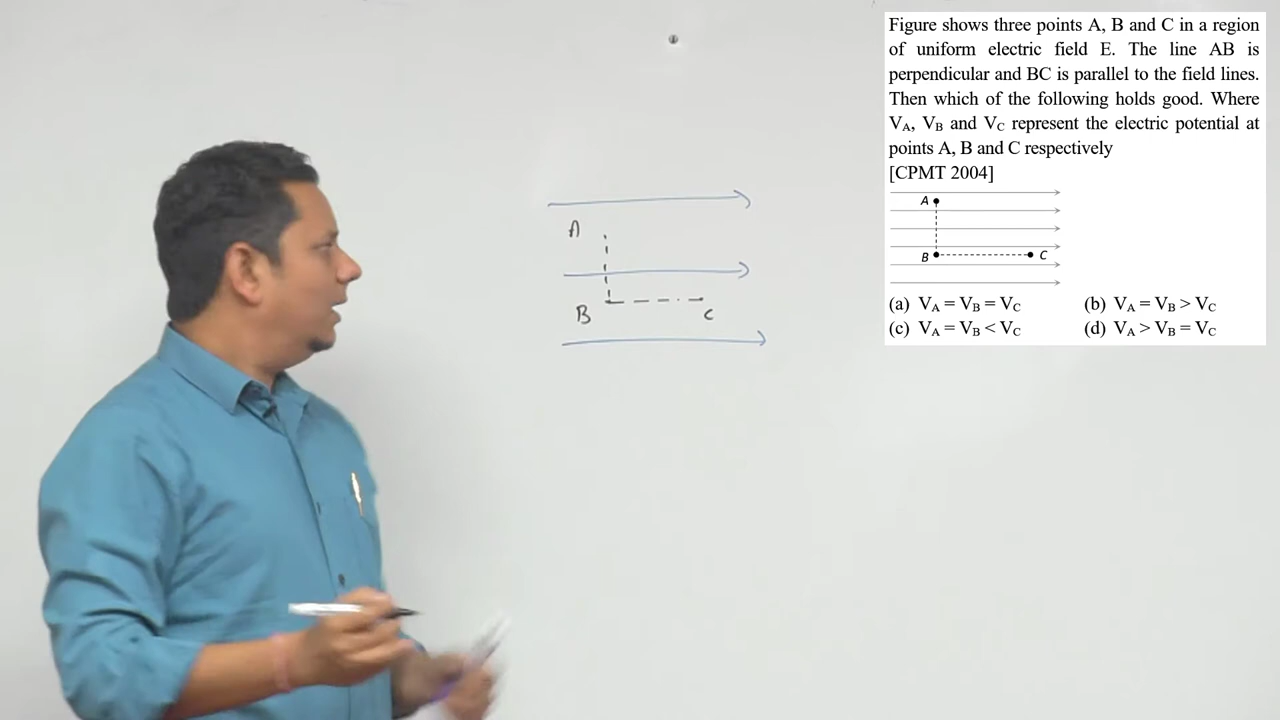 Figure shows three points A, B and C in a region
of uniform electric field E. The line AB is
perpendicular and BC is parallel to the field lines.
Then which of the following holds good. Where
VA, VB and VC represent the electric potential at
points A, B and C respectively
[CPMT 2004]
A
B C
(a) VA = VB = VC (b) VA = VB > VC
(c) VA = VB < VC (d) VA > VB = VC
A
B C